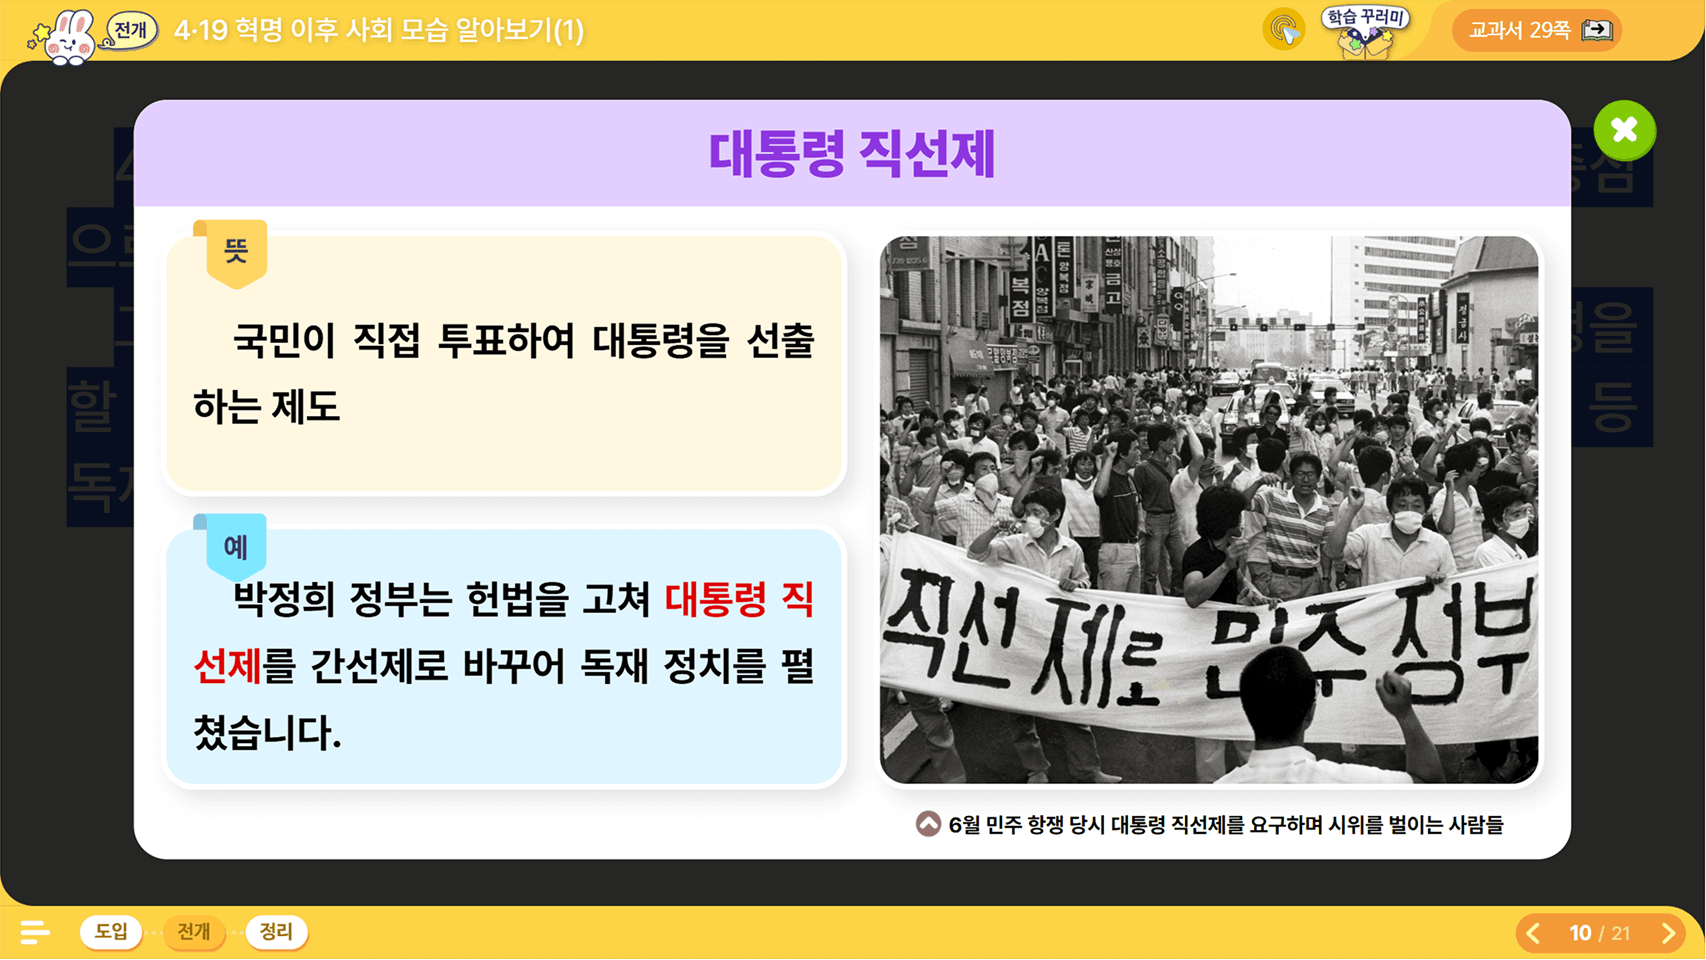 전개
4·19 혁명 이후 사회 모습 알아보기(1)
학습 꾸러미
교과서 29쪽
대통령 직선제
뜻
국민이 직접 투표하여 대통령을 선출
하는 제도
예
박정희 정부는 헌법을 고쳐 대통령 직
선제를 간선제로 바꾸어 독재 정치를 펼
쳤습니다.
복점
금고
직선제로 민주정부
6월 민주 항쟁 당시 대통령 직선제를 요구하며 시위를 벌이는 사람들
할
등
도입
전개
정리
10 / 21